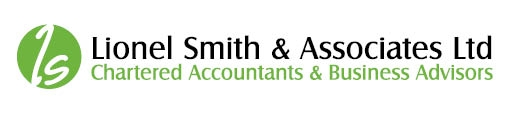 ls
Lionel Smith & Associates Ltd
Chartered Accountants & Business Advisors